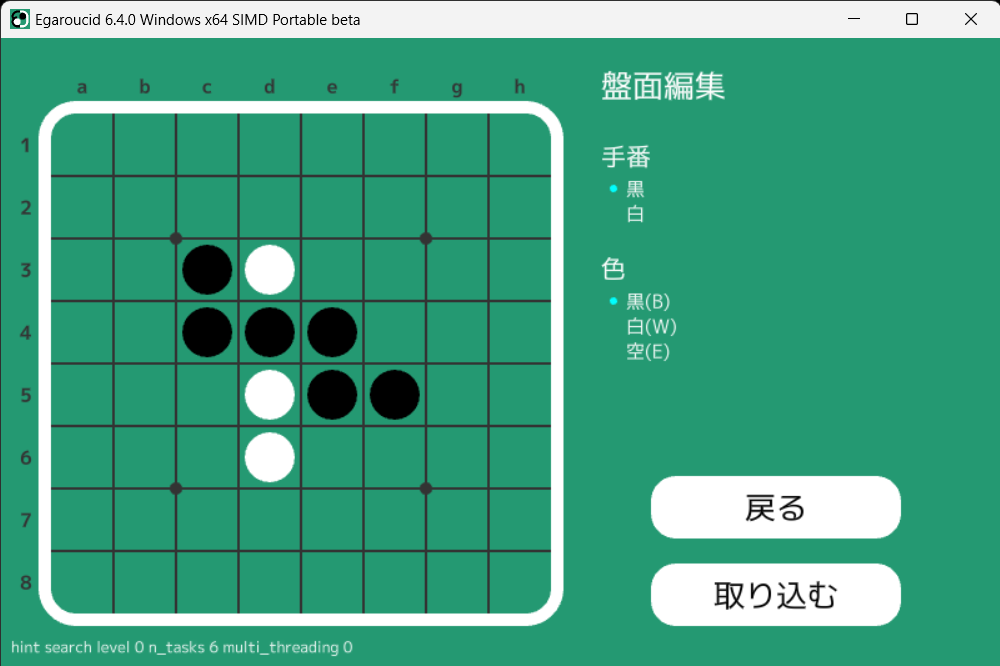 Egaroucid 6.4.0 Windows x64 SIMD Portable beta
a b c d e f g h
1
2
3
4
5
6
7
8
盤面編集
手番
黒
白
色
黒(B)
白(W)
空(E)
戻る
取り込む
hint search level 0 n_tasks 6 multi_threading 0